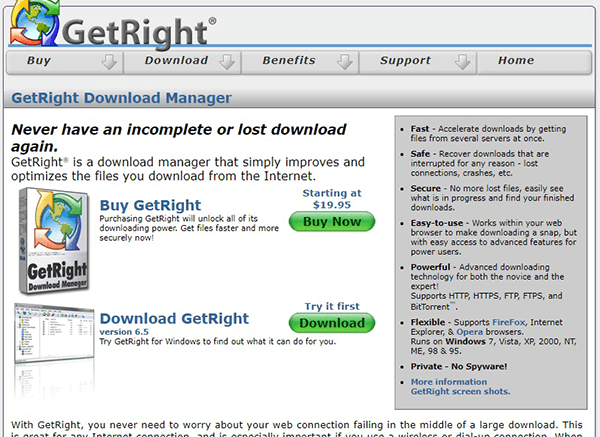 GetRight®
Buy
Download
Benefits
Support
Home
GetRight Download Manager
Never have an incomplete or lost download
again.
GetRight® is a download manager that simply improves and
optimizes the files you download from the Internet.
GetRight
Download Manager
Buy GetRight
Purchasing GetRight will unlock all of its
downloading power. Get files faster and more
securely now!
Starting at
$19.95
Buy Now
Download GetRight
version 6.5
Try GetRight for Windows to find out what it can do for you.
Try it first
Download
• Fast - Accelerate downloads by getting
files from several servers at once.
• Safe - Recover downloads that are
interrupted for any reason - lost
connections, crashes, etc.
• Secure - No more lost files, easily see
what is in progress and find your finished
downloads.
• Easy-to-use - Works within your web
browser to make downloading a snap, but
with easy access to advanced features for
power users.
• Powerful - Advanced downloading
technology for both the novice and the
expert!
Supports HTTP, HTTPS, FTP, FTPS, and
BitTorrent™.
• Flexible - Supports FireFox, Internet
Explorer, & Opera browsers.
Runs on Windows 7, Vista, XP, 2000, NT,
ME, 98 & 95.
• Private - No Spyware!
• More information
GetRight screen shots.
With GetRight, you never need to worry about your web connection failing in the middle of a large download. This
is great for any Internet connection, and is especially important if you use a wireless or dial-up connection. When